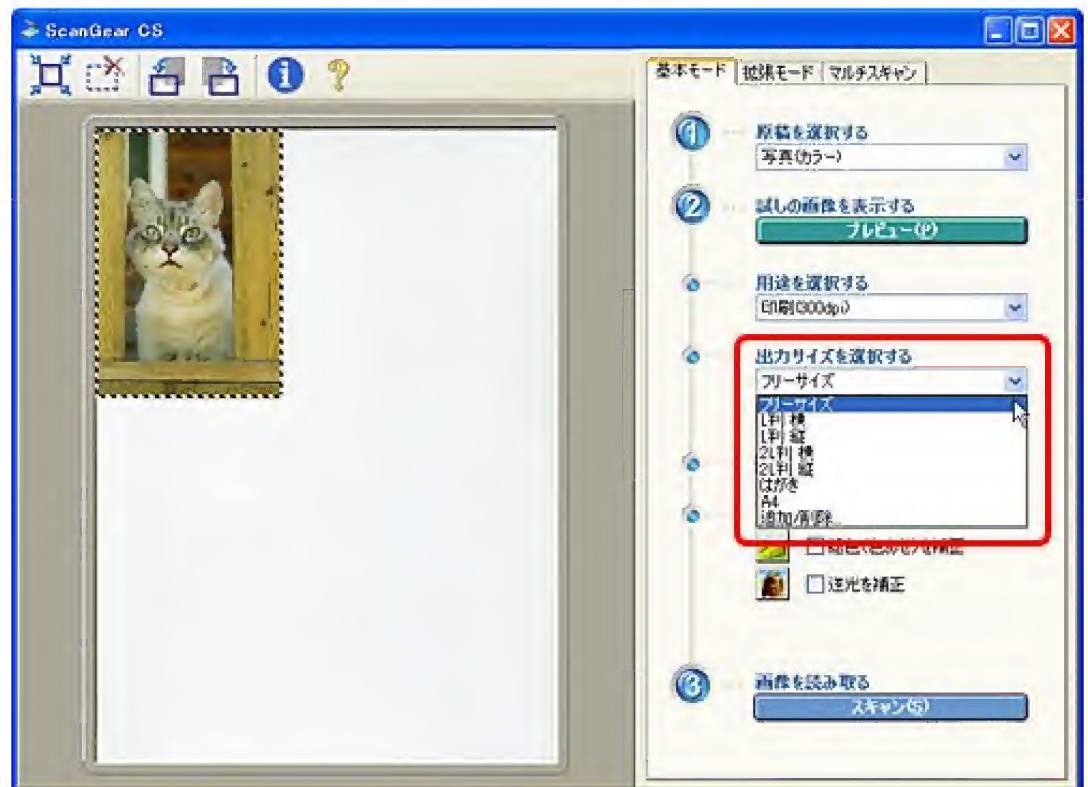 ScanGear CS
基本モード 拡張モード マルチスキャン
1
原稿を選択する
写真(カラー)
2
試しの画像を表示する
プレビュー(P)
用途を選択する
印刷(300dpi)
出力サイズを選択する
フリーサイズ
フリーサイズ
L判 横
L判 縦
2L判 横
2L判 縦
はがき
A4
追加/削除...
逆光を補正
3
画像を読み取る
スキャン(S)